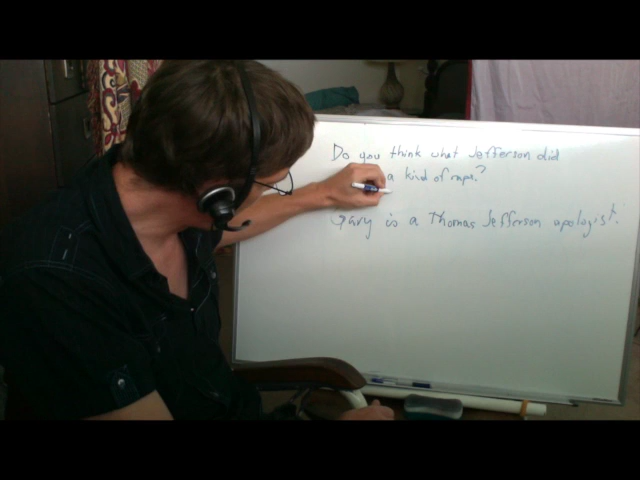 Do you think what Jefferson did
a kind of rape?
Gary is a Thomas Jefferson apologist.